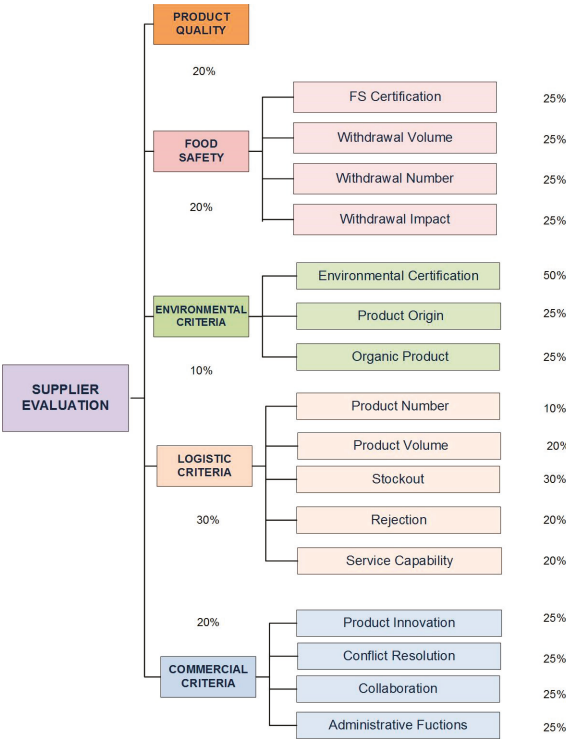 PRODUCT
QUALITY
20%
FS Certification
25%
FOOD
SAFETY
Withdrawal Volume
25%
Withdrawal Number
25%
20%
Withdrawal Impact
25%
Environmental Certification
50%
ENVIRONMENTAL
CRITERIA
Product Origin
25%
Organic Product
25%
10%
SUPPLIER
EVALUATION
Product Number
10%
Product Volume
20%
LOGISTIC
CRITERIA
Stockout
30%
30%
Rejection
20%
Service Capability
20%
20%
Product Innovation
25%
Conflict Resolution
25%
COMMERCIAL
CRITERIA
Collaboration
25%
Administrative Fuctions
25%